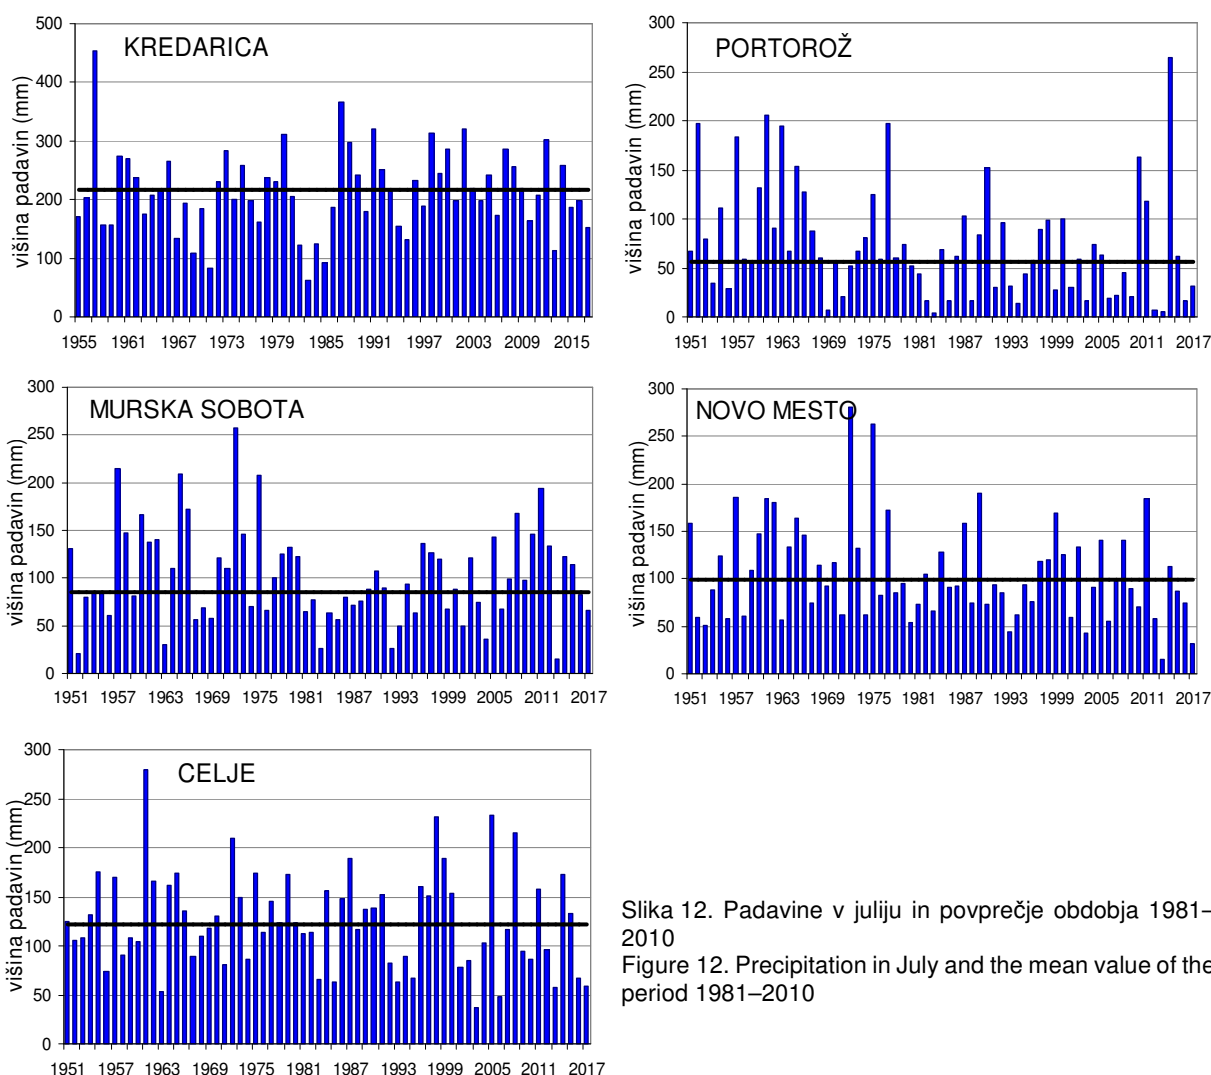 KREDARICA
višina padavin (mm)
500
400
300
200
100
0
1955 1961 1967 1973 1979 1985 1991 1997 2003 2009 2015
PORTOROŽ
višina padavin (mm)
300
250
200
150
100
50
0
1951 1957 1963 1969 1975 1981 1987 1993 1999 2005 2011 2017
MURSKA SOBOTA
višina padavin (mm)
300
250
200
150
100
50
0
1951 1957 1963 1969 1975 1981 1987 1993 1999 2005 2011 2017
NOVO MESTO
višina padavin (mm)
300
250
200
150
100
50
0
1951 1957 1963 1969 1975 1981 1987 1993 1999 2005 2011 2017
CELJE
višina padavin (mm)
300
250
200
150
100
50
0
1951 1957 1963 1969 1975 1981 1987 1993 1999 2005 2011 2017
Slika 12. Padavine v juliju in povprečje obdobja 1981–
2010
Figure 12. Precipitation in July and the mean value of the
period 1981–2010